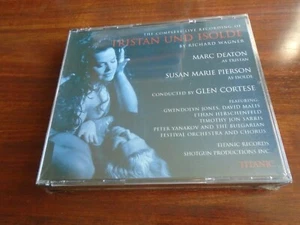 THE COMPLETE LIVE RECORDING OF
TRISTAN UND ISOLDE
BY RICHARD WAGNER
MARC DEATON
AS TRISTAN
SUSAN MARIE PIERSON
AS ISOLDE
CONDUCTED BY GLEN CORTESE
FEATURING
GWENDOLYN JONES, DAVID MALIS
ETHAN HERSCHENFELD
TIMOTHY JON SARRIS
PETER YANAKOV AND THE BULGARIAN
FESTIVAL ORCHESTRA AND CHORUS
TITANIC RECORDS
SHOTGUN PRODUCTIONS INC.
TITANIC